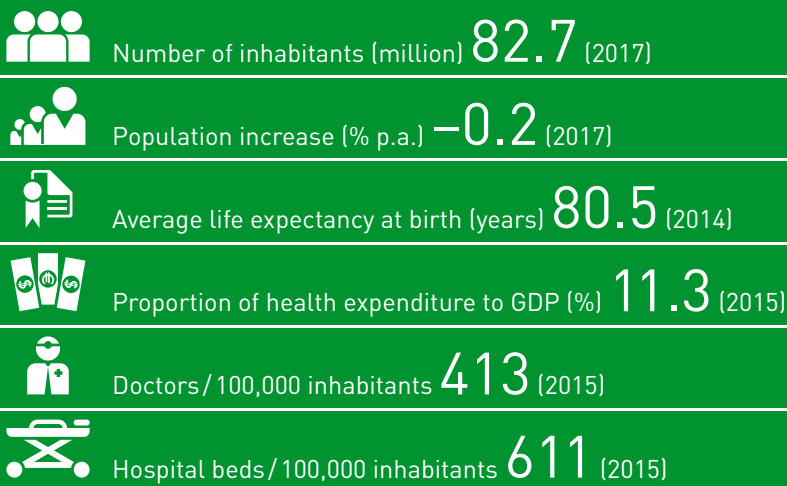 Number of inhabitants (million) 82.7 (2017)
Population increase (% p.a.) –0.2 (2017)
Average life expectancy at birth (years) 80.5 (2014)
Proportion of health expenditure to GDP (%) 11.3 (2015)
Doctors/100,000 inhabitants 413 (2015)
Hospital beds/100,000 inhabitants 611 (2015)